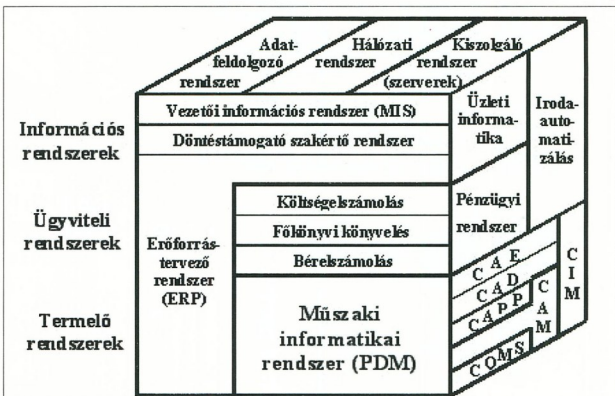 Adat-
feldolgozó
rendszer
Hálózati
rendszer
Kiszolgáló
rendszer
(szerverek)
Információs
rendszerek
Ügyviteli
rendszerek
Termelő
rendszerek
Vezetői információs rendszer (MIS)
Döntéstámogató szakértő rendszer
Erőforrás-
tervező
rendszer
(ERP)
Költségelszámolás
Főkönyvi könyvelés
Bérelszámolás
Műszaki
informatikai
rendszer (PDM)
Üzleti
informa-
tika
Iroda-
automati-
zálás
Pénzügyi
rendszer
CAE
CAD
CAPP
COMS
CAM
CIM